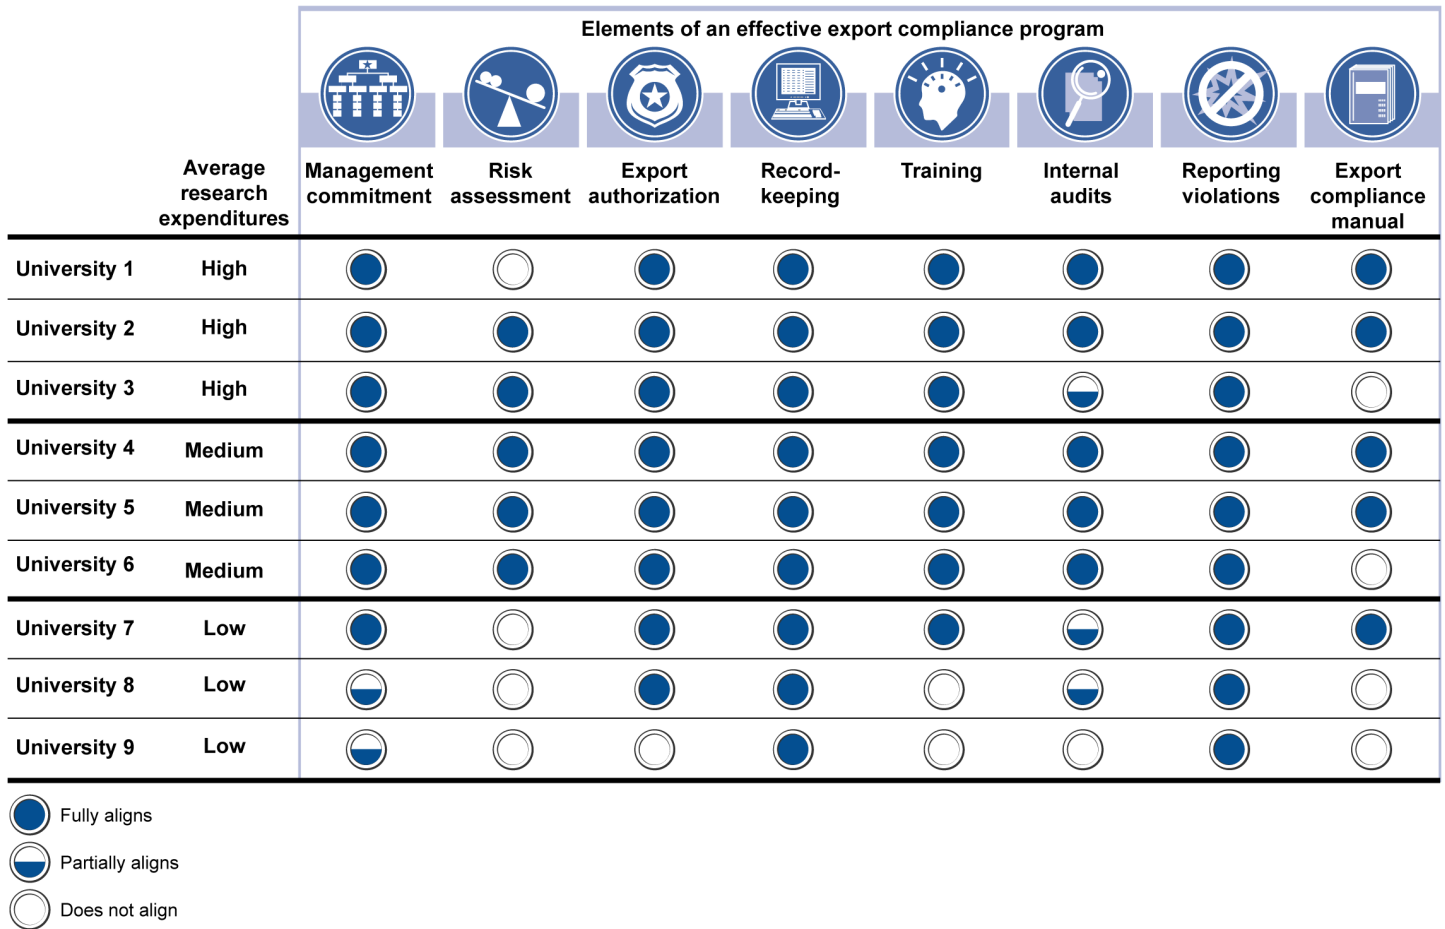 Elements of an effective export compliance program
Average
research
expenditures
Management
commitment
Risk
assessment
Export
authorization
Record-
keeping
Training
Internal
audits
Reporting
violations
Export
compliance
manual
University 1 High
University 2 High
University 3 High
University 4 Medium
University 5 Medium
University 6 Medium
University 7 Low
University 8 Low
University 9 Low
Fully aligns
Partially aligns
Does not align